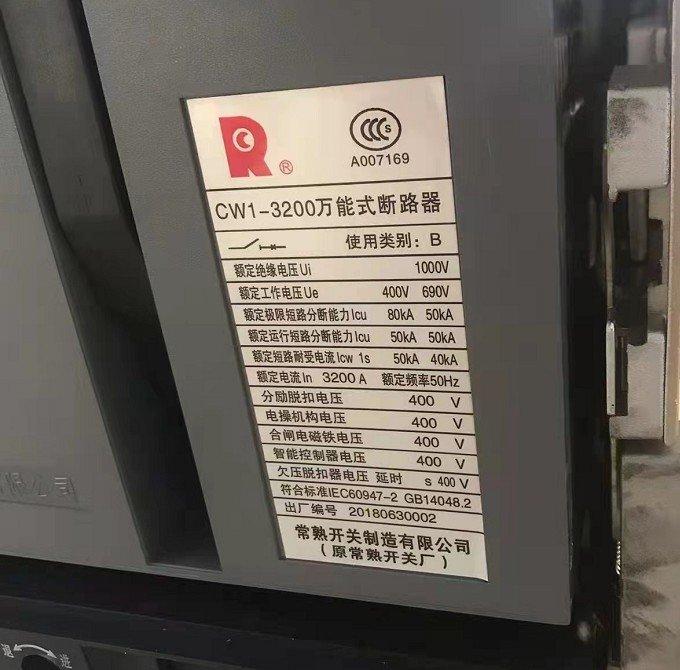 R ®
CCC S
A007169
CW1-3200万能式断路器
使用类别: B
额定绝缘电压Ui 1000V
额定工作电压Ue 400V 690V
额定极限短路分断能力Icu 80kA 50kA
额定运行短路分断能力Icu 50kA 50kA
额定短路耐受电流Icw 1s 50kA 40kA
额定电流In 3200A 额定频率50Hz
分励脱扣电压 400 V
电操机构电压 400 V
合闸电磁铁电压 400 V
智能控制器电压 400 V
欠压脱扣器电压 延时 s 400 V
符合标准IEC60947-2 GB14048.2
出厂编号 20180630002
常熟开关制造有限公司
(原常熟开关厂)
限公司